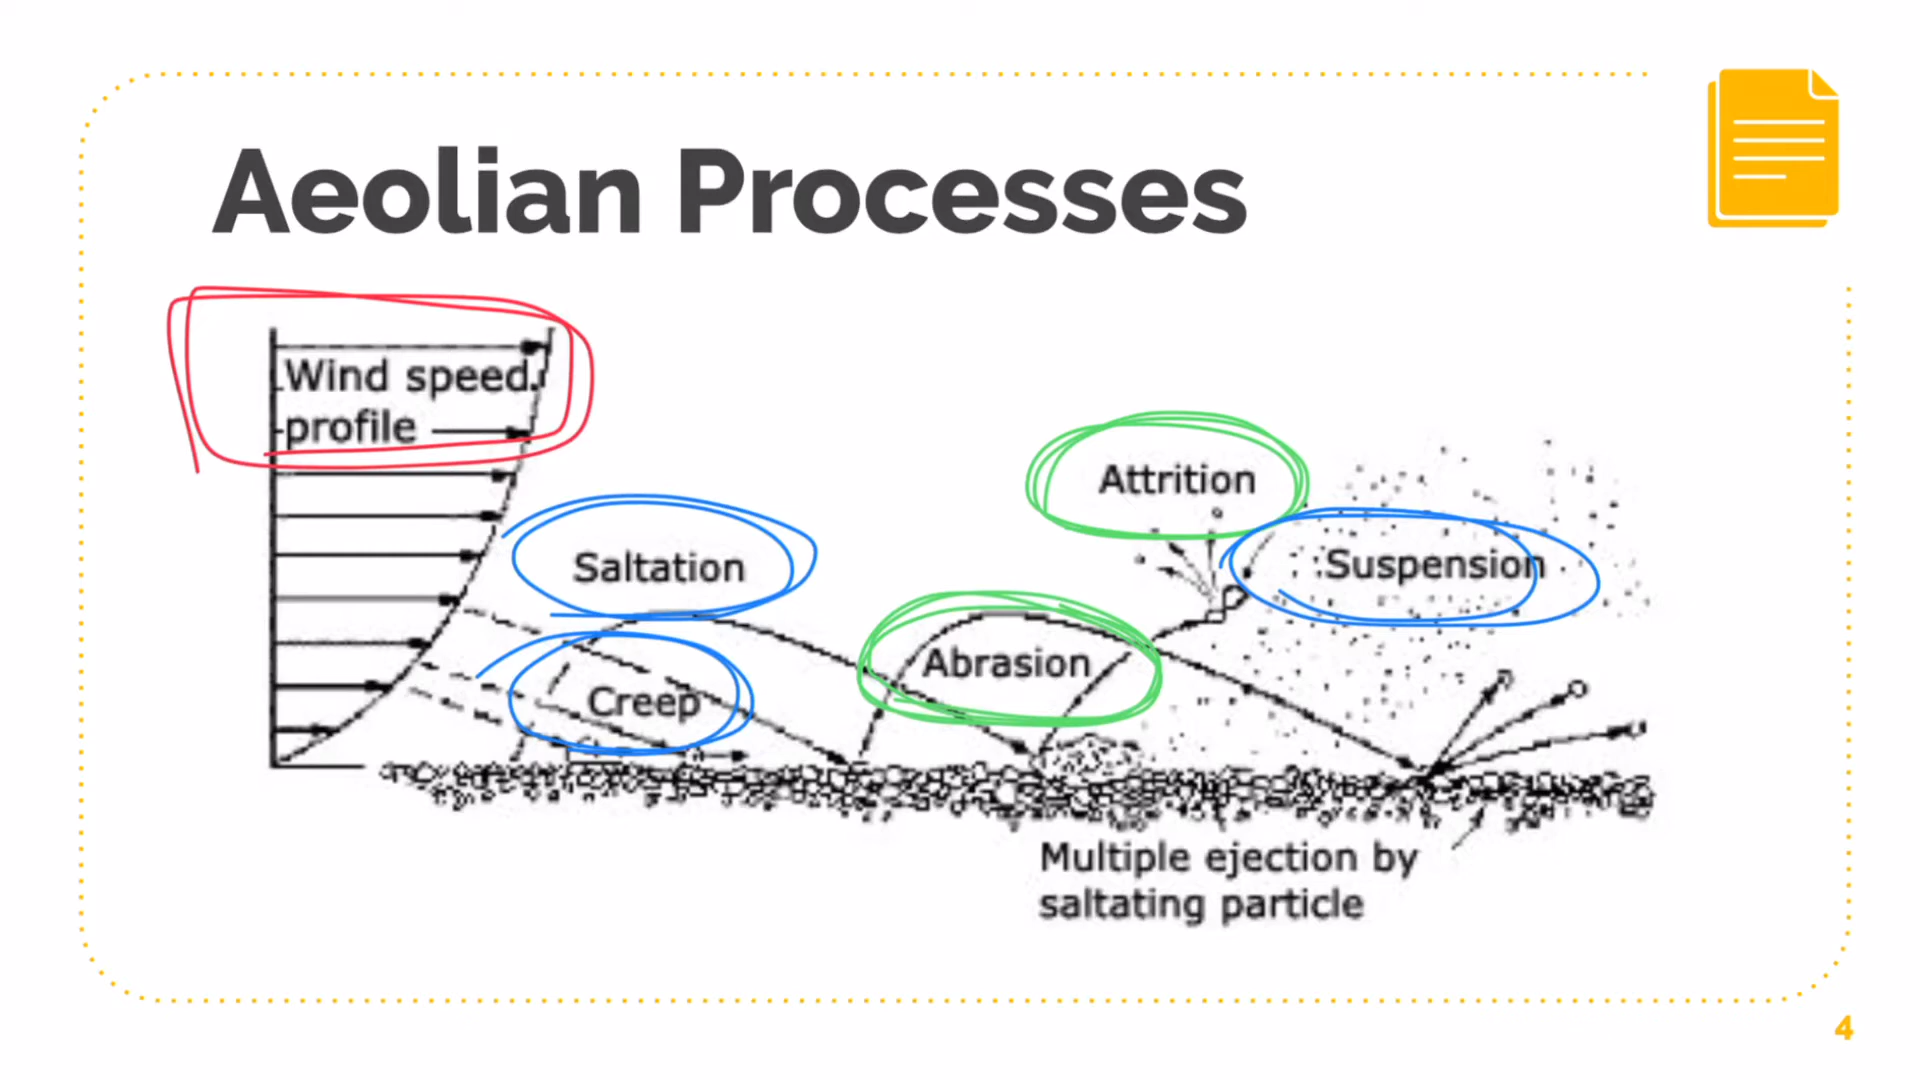 Aeolian Processes
Wind speed
profile
Attrition
Saltation
Suspension
Abrasion
Creep
Multiple ejection by
saltating particle
4